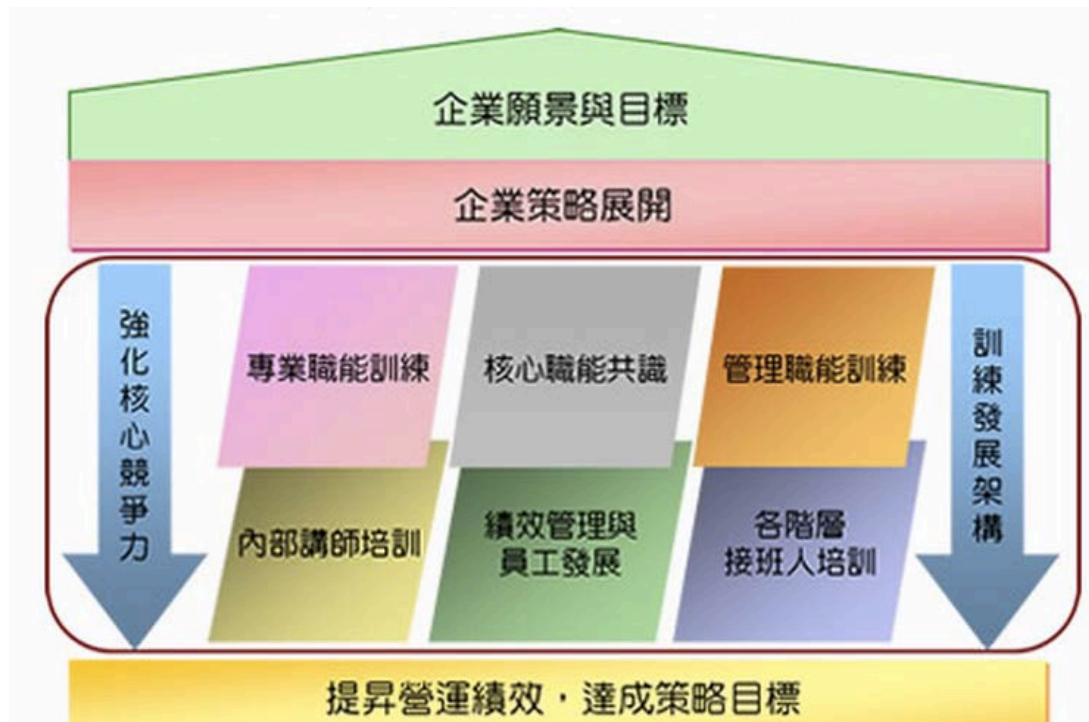 企業願景與目標
企業策略展開
強化核心競爭力
專業職能訓練
核心職能共識
管理職能訓練
訓練發展架構
內部講師培訓
績效管理與
員工發展
各階層
接班人培訓
提昇營運績效，達成策略目標